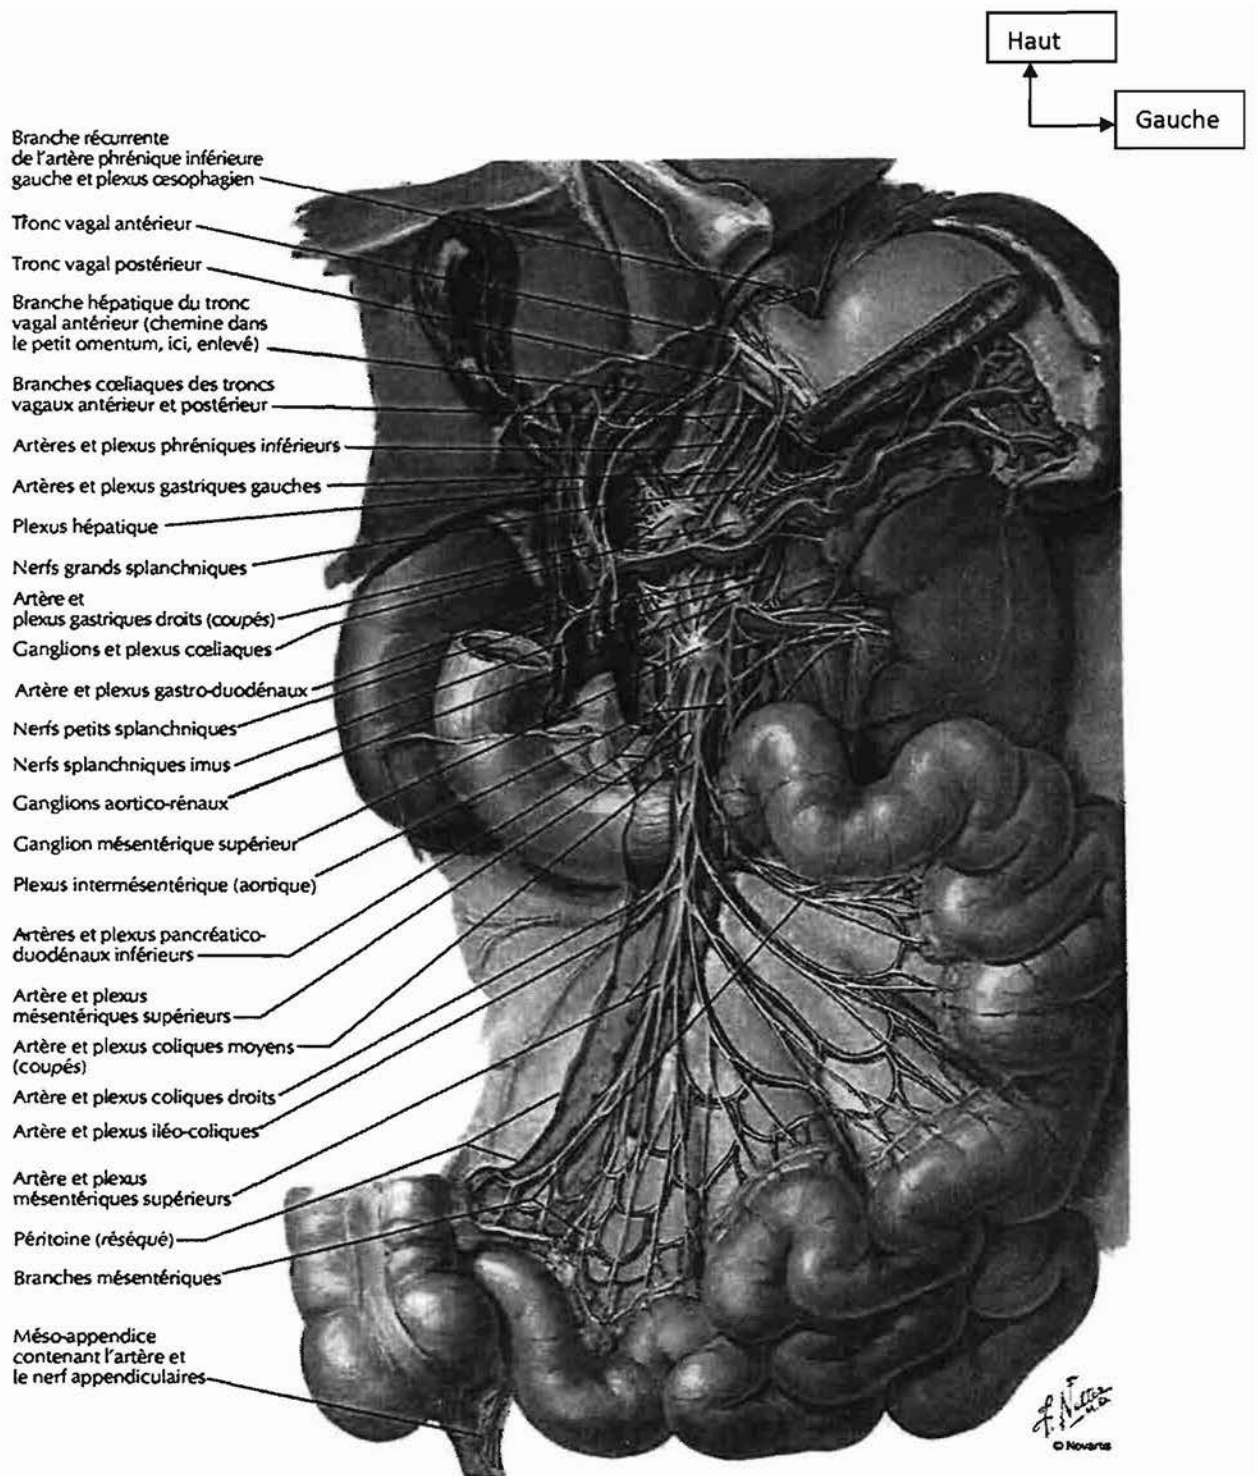 Haut
Gauche
Branche récurrente
de l'artère phrénique inférieure
gauche et plexus œsophagien
Tronc vagal antérieur
Tronc vagal postérieur
Branche hépatique du tronc
vagal antérieur (chemine dans
le petit omentum, ici, enlevé)
Branches cœliaques des troncs
vagaux antérieur et postérieur
Artères et plexus phréniques inférieurs
Artères et plexus gastriques gauches
Plexus hépatique
Nerfs grands splanchniques
Artère et
plexus gastriques droits (coupés)
Ganglions et plexus cœliaques
Artère et plexus gastro-duodénaux
Nerfs petits splanchniques
Nerfs splanchniques imus
Ganglions aortico-rénaux
Ganglion mésentérique supérieur
Plexus intermésentérique (aortique)
Artères et plexus pancréatico-
duodénaux inférieurs
Artère et plexus
mésentériques supérieurs
Artère et plexus coliques moyens
(coupés)
Artère et plexus coliques droits
Artère et plexus iléo-coliques
Artère et plexus
mésentériques supérieurs
Péritoine (réséqué)
Branches mésentériques
Méso-appendice
contenant l'artère et
le nerf appendiculaires
F. Netter
M.D.
© Novartis